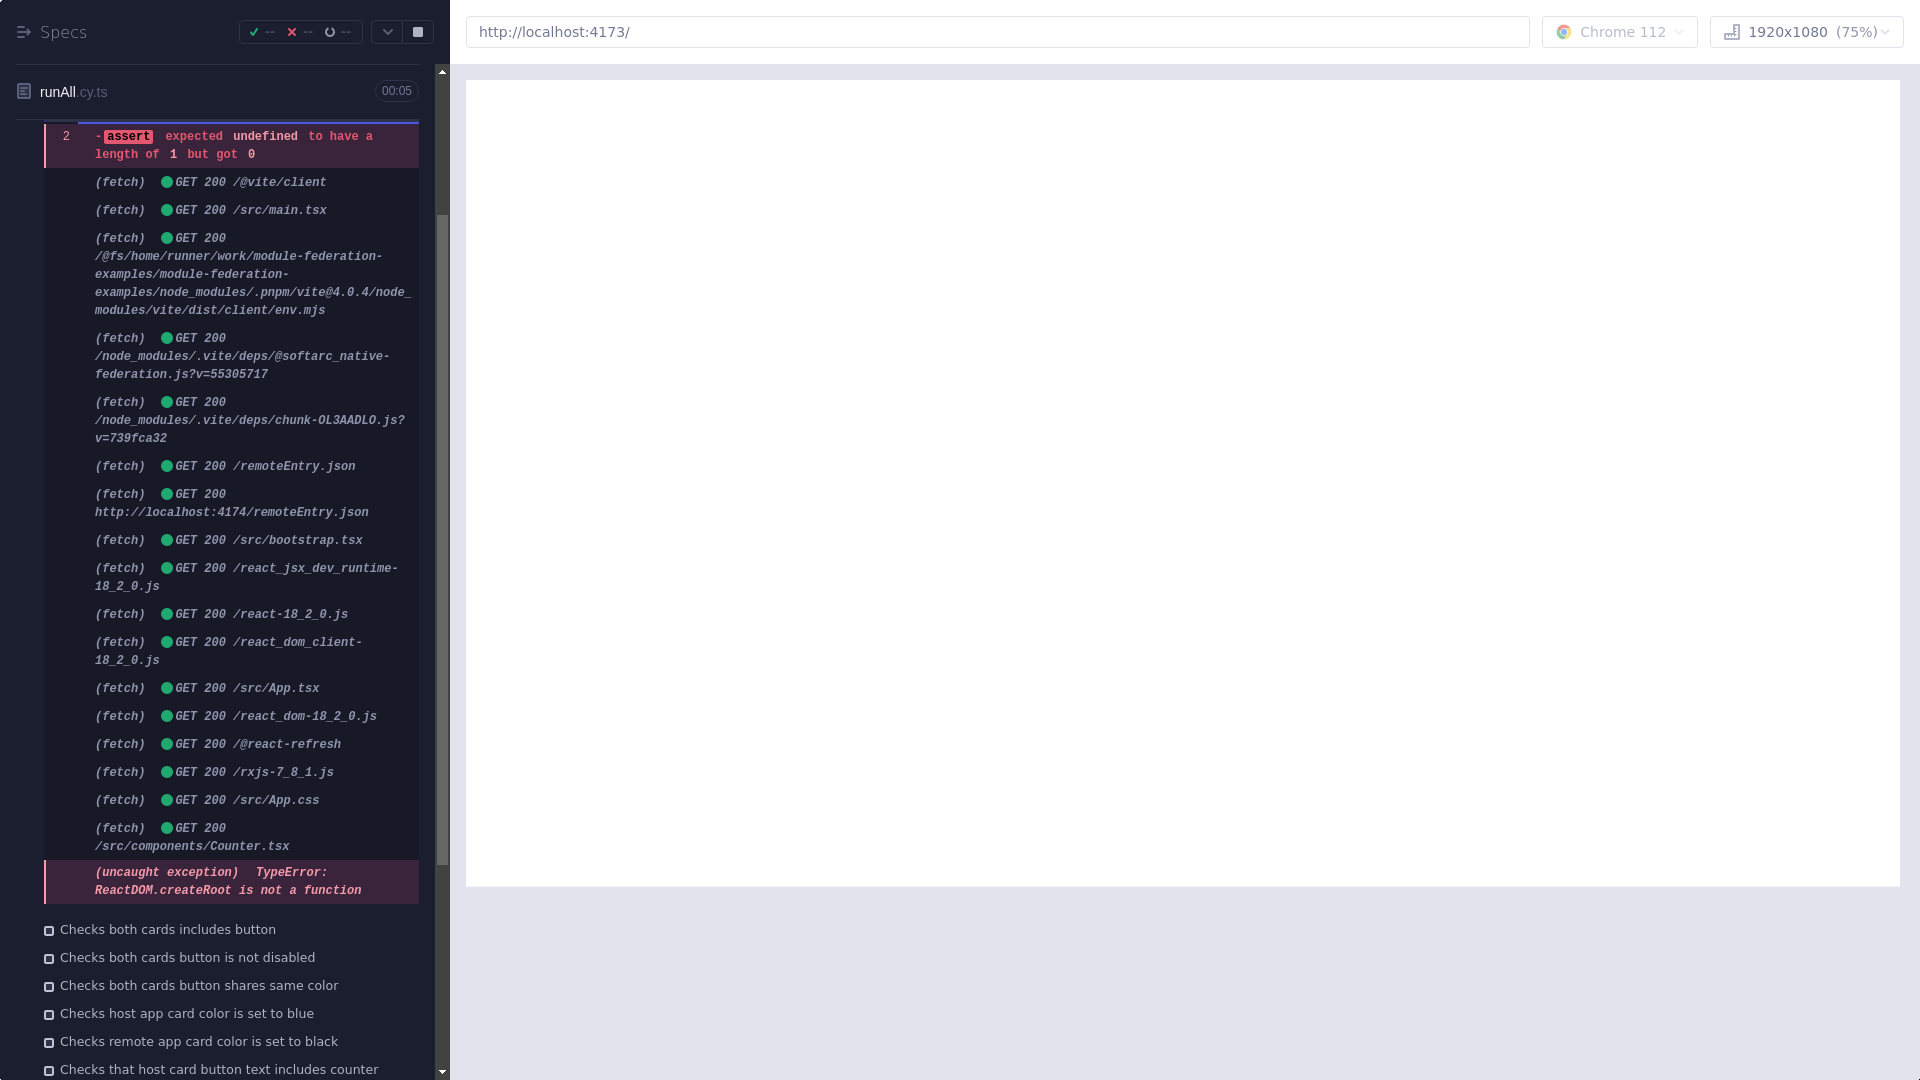 Specs
-- -- --
runAll.cy.ts
00:05
2 -assert expected undefined to have a
length of 1 but got 0
(fetch) GET 200 /@vite/client
(fetch) GET 200 /src/main.tsx
(fetch) GET 200
/@fs/home/runner/work/module-federation-
examples/module-federation-
examples/node_modules/.pnpm/vite@4.0.4/node_
modules/vite/dist/client/env.mjs
(fetch) GET 200
/node_modules/.vite/deps/@softarc_native-
federation.js?v=55305717
(fetch) GET 200
/node_modules/.vite/deps/chunk-OL3AADLO.js?
v=739fca32
(fetch) GET 200 /remoteEntry.json
(fetch) GET 200
http://localhost:4174/remoteEntry.json
(fetch) GET 200 /src/bootstrap.tsx
(fetch) GET 200 /react_jsx_dev_runtime-
18_2_0.js
(fetch) GET 200 /react-18_2_0.js
(fetch) GET 200 /react_dom_client-
18_2_0.js
(fetch) GET 200 /src/App.tsx
(fetch) GET 200 /react_dom-18_2_0.js
(fetch) GET 200 /@react-refresh
(fetch) GET 200 /rxjs-7_8_1.js
(fetch) GET 200 /src/App.css
(fetch) GET 200
/src/components/Counter.tsx
(uncaught exception) TypeError:
ReactDOM.createRoot is not a function
Checks both cards includes button
Checks both cards button is not disabled
Checks both cards button shares same color
Checks host app card color is set to blue
Checks remote app card color is set to black
Checks that host card button text includes counter
http://localhost:4173/
Chrome 112
1920x1080 (75%)